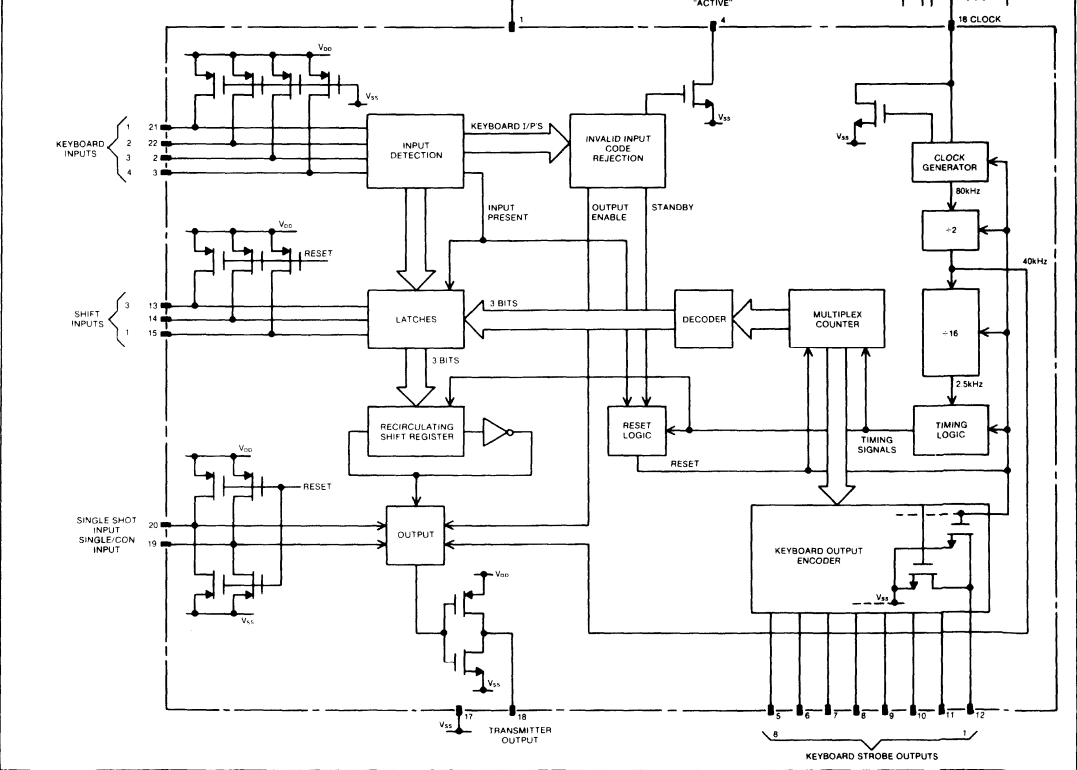 "ACTIVE"
1
4
18 CLOCK
VDD
VSS
VSS
VSS
KEYBOARD
INPUTS
1 21
2 22
3 2
4 3
INPUT
DETECTION
KEYBOARD I/P'S
INVALID INPUT
CODE
REJECTION
CLOCK
GENERATOR
80kHz
INPUT
PRESENT
OUTPUT
ENABLE
STANDBY
÷2
40kHz
VDD
RESET
SHIFT
INPUTS
3 13
14
1 15
LATCHES
3 BITS
DECODER
MULTIPLEX
COUNTER
÷16
3 BITS
2.5kHz
RECIRCULATING
SHIFT REGISTER
RESET
LOGIC
TIMING
LOGIC
TIMING
SIGNALS
RESET
VDD
RESET
SINGLE SHOT
INPUT
SINGLE/CON
INPUT
20
19
OUTPUT
KEYBOARD OUTPUT
ENCODER
VSS
VDD
VSS
VSS
VSS
17
18
TRANSMITTER
OUTPUT
5
6
7
8
9
10
11
12
8
1
KEYBOARD STROBE OUTPUTS